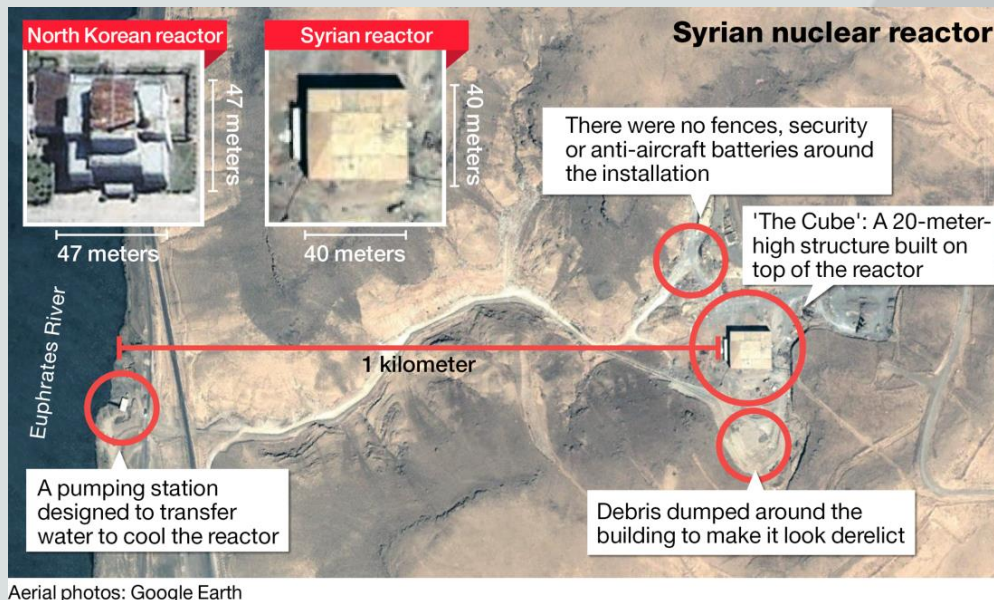 Syrian nuclear reactor
North Korean reactor
47 meters
47 meters
Syrian reactor
40 meters
40 meters
There were no fences, security
or anti-aircraft batteries around
the installation
'The Cube': A 20-meter-
high structure built on
top of the reactor
Euphrates River
1 kilometer
A pumping station
designed to transfer
water to cool the reactor
Debris dumped around the
building to make it look derelict
Aerial photos: Google Earth